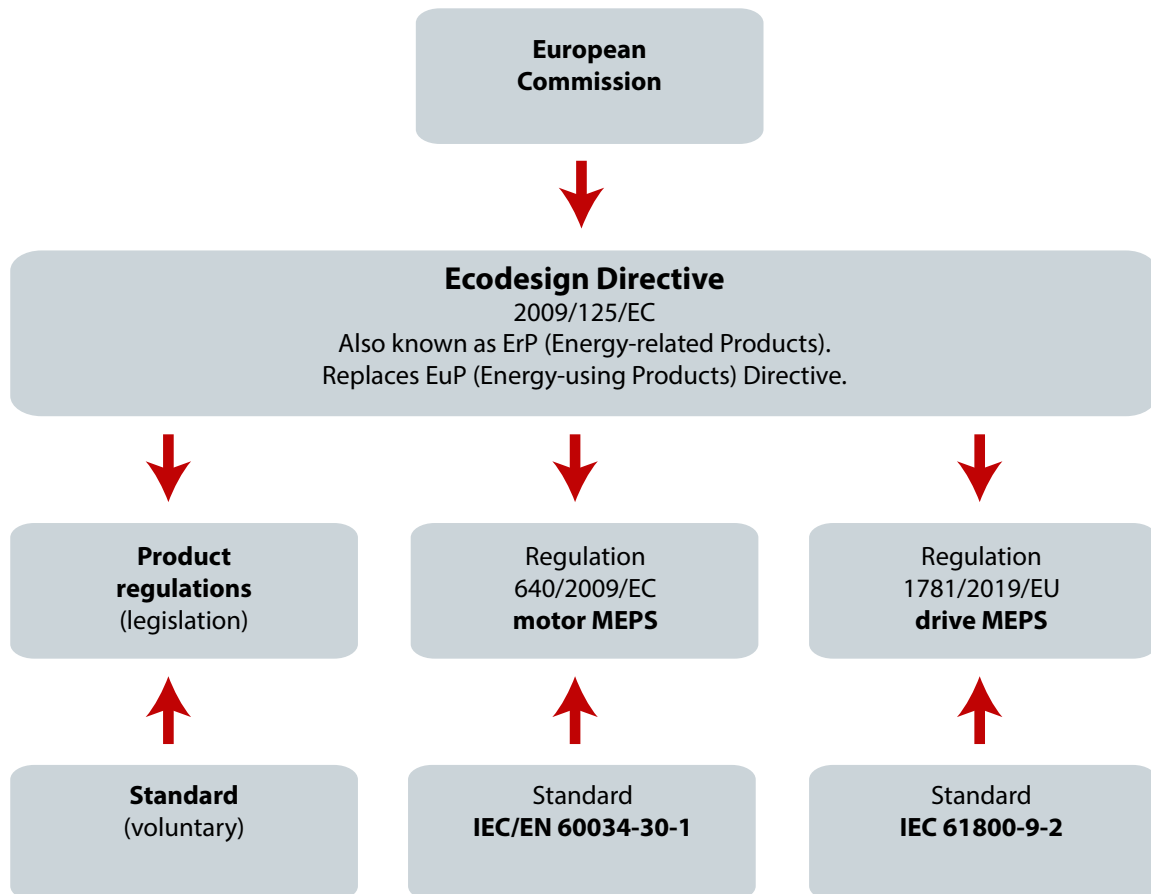 European
Commission
Ecodesign Directive
2009/125/EC
Also known as ErP (Energy-related Products).
Replaces EuP (Energy-using Products) Directive.
Product
regulations
(legislation)
Regulation
640/2009/EC
motor MEPS
Regulation
1781/2019/EU
drive MEPS
Standard
(voluntary)
Standard
IEC/EN 60034-30-1
Standard
IEC 61800-9-2